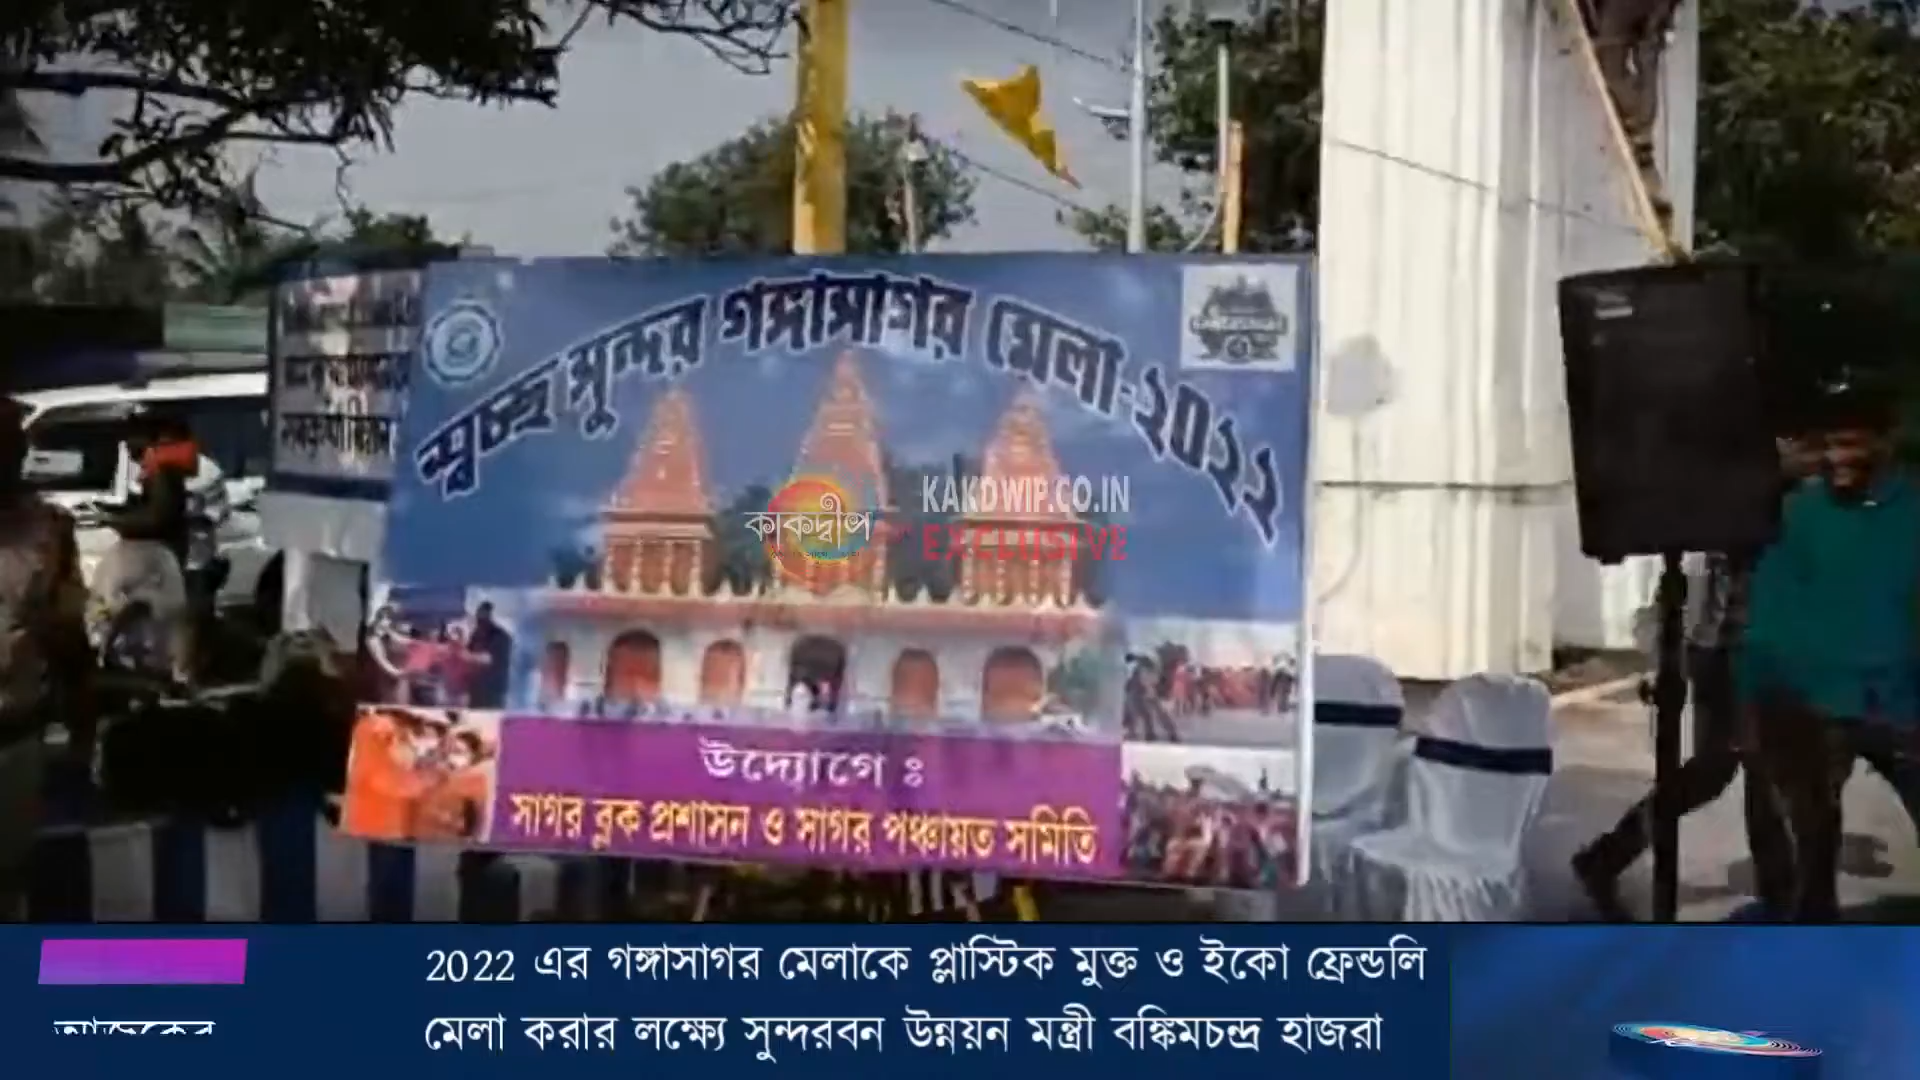 স্বচ্ছ সুন্দর গঙ্গাসাগর মেলা-২০২২
কাকদ্বীপ
KAKDWIP.CO.IN
EXCLUSIVE
উদ্যোগে ঃ
সাগর ব্লক প্রশাসন ও সাগর পঞ্চায়ত সমিতি
2022 এর গঙ্গাসাগর মেলাকে প্লাস্টিক মুক্ত ও ইকো ফ্রেন্ডলি
মেলা করার লক্ষ্যে সুন্দরবন উন্নয়ন মন্ত্রী বঙ্কিমচন্দ্র হাজরা